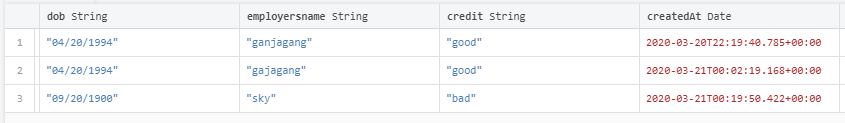 dob String employersname String credit String createdAt Date
1 "04/20/1994" "ganjagang" "good" 2020-03-20T22:19:40.785+00:00
2 "04/20/1994" "gajagang" "good" 2020-03-21T00:02:19.168+00:00
3 "09/20/1900" "sky" "bad" 2020-03-21T00:19:50.422+00:00